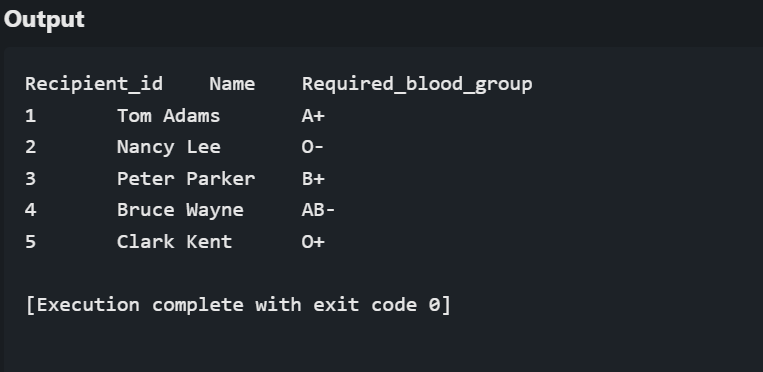 Output
Recipient_id    Name    Required_blood_group
1       Tom Adams       A+
2       Nancy Lee       O-
3       Peter Parker    B+
4       Bruce Wayne     AB-
5       Clark Kent      O+
[Execution complete with exit code 0]